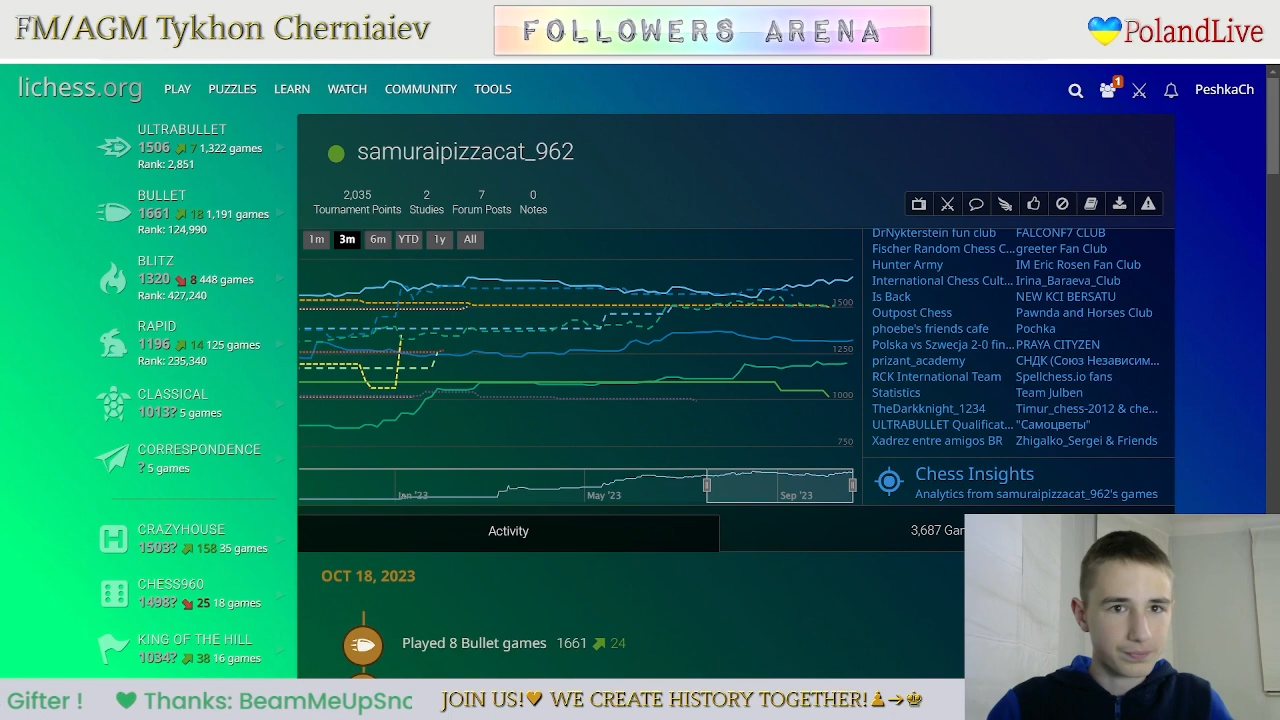 FM/AGM Tykhon Cherniaiev
FOLLOWERS ARENA
PolandLive
lichess.org
PLAY PUZZLES LEARN WATCH COMMUNITY TOOLS
1
PeshkaCh
ULTRABULLET
1506 7 1,322 games
Rank: 2,851
BULLET
1661 18 1,191 games
Rank: 124,990
BLITZ
1320 8 448 games
Rank: 427,240
RAPID
1196 14 125 games
Rank: 235,340
CLASSICAL
1013? 5 games
CORRESPONDENCE
? 5 games
CRAZYHOUSE
1503? 158 35 games
CHESS960
1498? 25 18 games
KING OF THE HILL
1034? 38 16 games
samuraipizzacat_962
2,035 2 7 0
Tournament Points Studies Forum Posts Notes
1m 3m 6m YTD 1y All
1500
1250
1000
750
Jan '23 May '23 Sep '23
DrNykterstein fun club FALCONF7 CLUB
Fischer Random Chess C... greeter Fan Club
Hunter Army IM Eric Rosen Fan Club
International Chess Cult... Irina_Baraeva_Club
Is Back NEW KCI BERSATU
Outpost Chess Pawnda and Horses Club
phoebe's friends cafe Pochka
Polska vs Szwecja 2-0 fin... PRAYA CITYZEN
prizant_academy СНДК (Союз Независим...
RCK International Team Spellchess.io fans
Statistics Team Julben
TheDarkknight_1234 Timur_chess-2012 & che...
ULTRABULLET Qualificat... "Самоцветы"
Xadrez entre amigos BR Zhigalko_Sergei & Friends
Chess Insights
Analytics from samuraipizzacat_962's games
Activity
3,687 Gam
OCT 18, 2023
Played 8 Bullet games 1661 24
Gifter ! Thanks: BeamMeUpSnc
JOIN US! WE CREATE HISTORY TOGETHER!